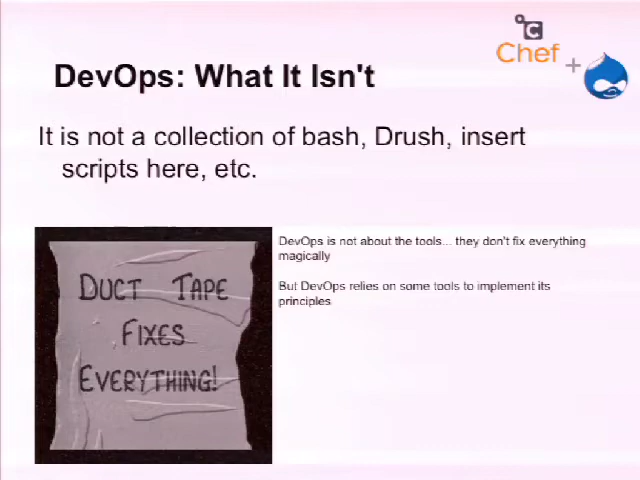 °C
Chef
+
DevOps: What It Isn't
It is not a collection of bash, Drush, insert
scripts here, etc.
DUCT TAPE
FIXES
EVERYTHING!
DevOps is not about the tools... they don't fix everything
magically
But DevOps relies on some tools to implement its
principles